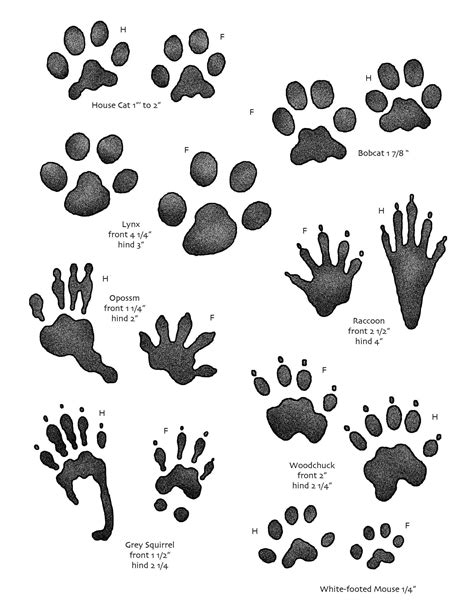 H
F
House Cat 1"' to 2"
H
F
Bobcat 1 7/8 "
F
Lynx
front 4 1/4"
hind 3"
H
F
Raccoon
front 2 1/2"
hind 4"
H
Opossm
front 1 1/4"
hind 2"
F
F
H
Woodchuck
front 2"
hind 2 1/4"
H
F
Grey Squirrel
front 1 1/2"
hind 2 1/4
H
F
White-footed Mouse 1/4"